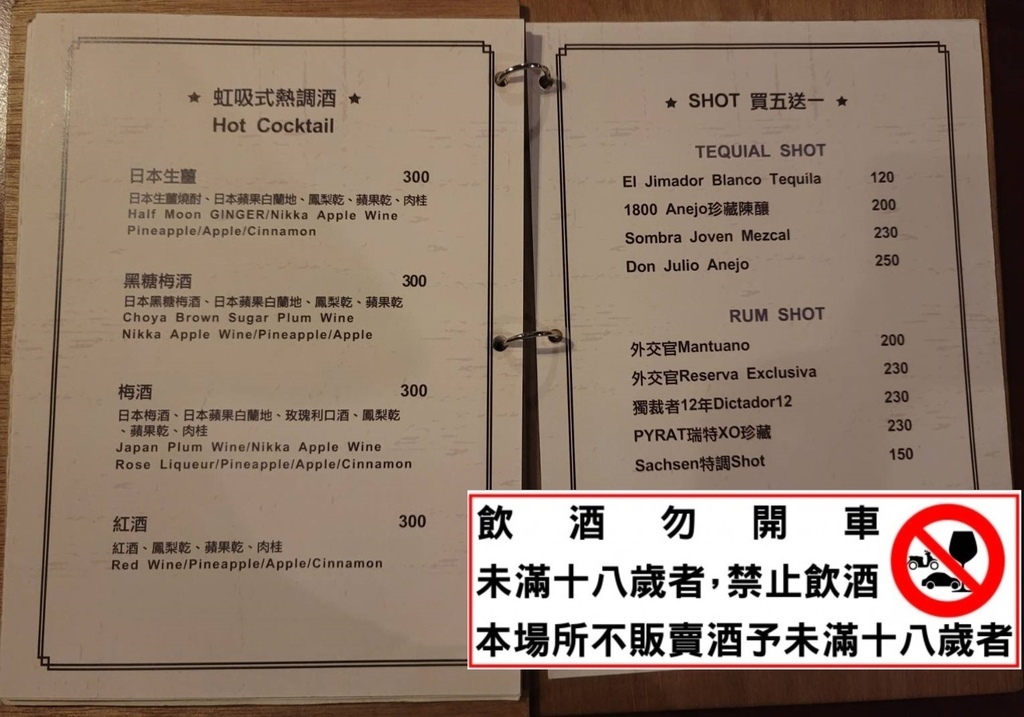 ★ 虹吸式熱調酒 ★
Hot Cocktail
日本生薑 300
日本生薑燒酎、日本蘋果白蘭地、鳳梨乾、蘋果乾、肉桂
Half Moon GINGER/Nikka Apple Wine
Pineapple/Apple/Cinnamon
黑糖梅酒 300
日本黑糖梅酒、日本蘋果白蘭地、鳳梨乾、蘋果乾
Choya Brown Sugar Plum Wine
Nikka Apple Wine/Pineapple/Apple
梅酒 300
日本梅酒、日本蘋果白蘭地、玫瑰利口酒、鳳梨乾
、蘋果乾、肉桂
Japan Plum Wine/Nikka Apple Wine
Rose Liqueur/Pineapple/Apple/Cinnamon
紅酒 300
紅酒、鳳梨乾、蘋果乾、肉桂
Red Wine/Pineapple/Apple/Cinnamon
★ SHOT 買五送一 ★
TEQUIAL SHOT
El Jimador Blanco Tequila 120
1800 Anejo珍藏陳釀 200
Sombra Joven Mezcal 230
Don Julio Anejo 250
RUM SHOT
外交官Mantuano 200
外交官Reserva Exclusiva 230
獨裁者12年Dictador12 230
PYRAT瑞特XO珍藏 230
Sachsen特調Shot 150
飲酒勿開車
未滿十八歲者,禁止飲酒
本場所不販賣酒予未滿十八歲者